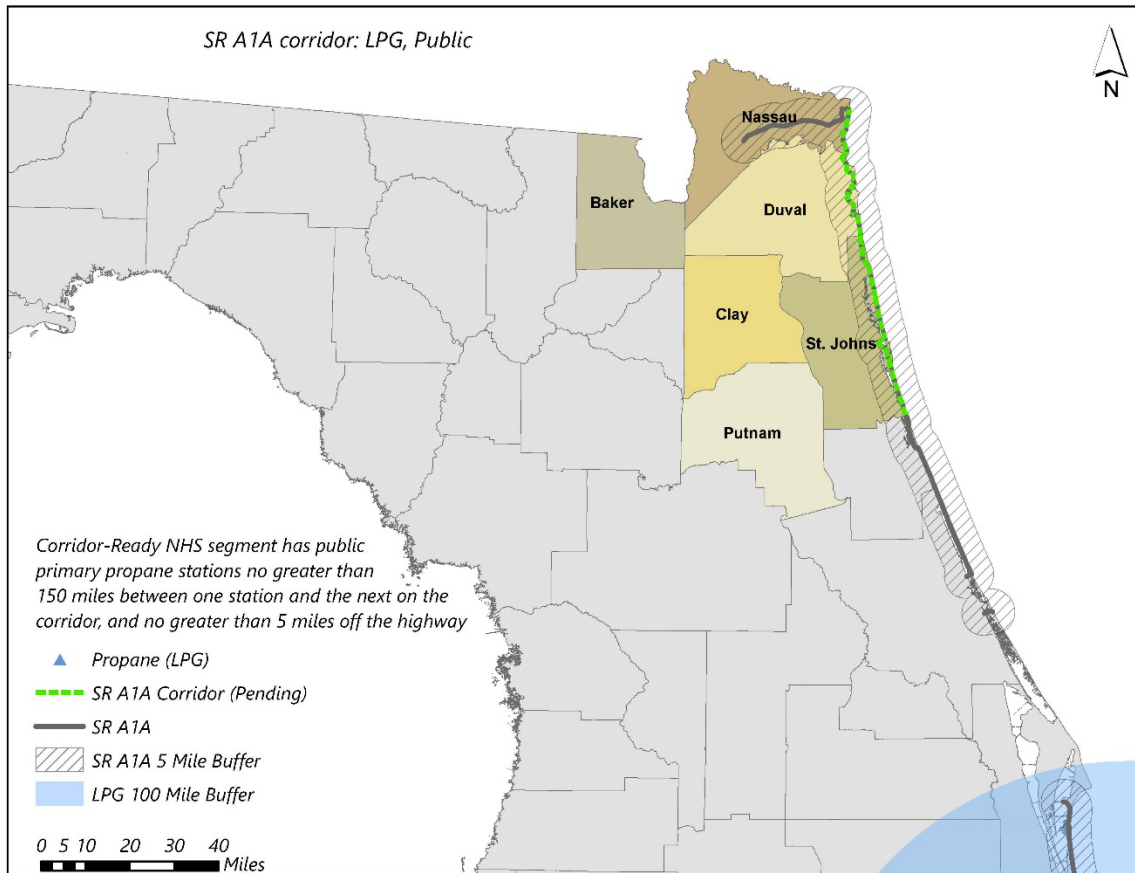 SR A1A corridor: LPG, Public
N
Nassau
Baker
Duval
Clay
St. Johns
Putnam
Corridor-Ready NHS segment has public
primary propane stations no greater than
150 miles between one station and the next on the
corridor, and no greater than 5 miles off the highway
Propane (LPG)
SR A1A Corridor (Pending)
SR A1A
SR A1A 5 Mile Buffer
LPG 100 Mile Buffer
0 5 10 20 30 40
Miles